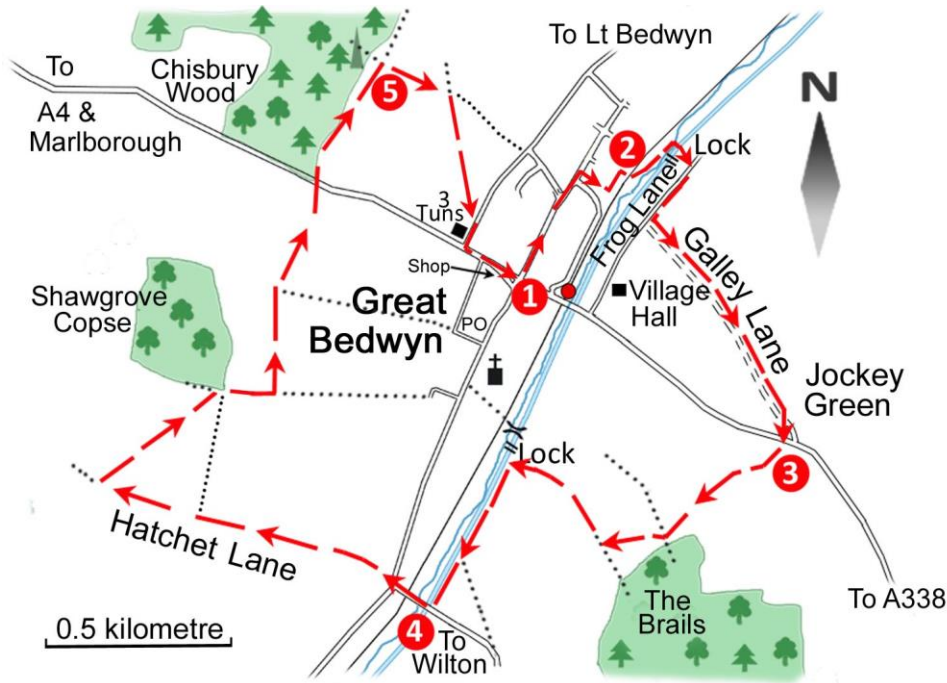 To Lt Bedwyn
To
A4 &
Marlborough
Chisbury
Wood
5
N
2
Lock
Frog Lane
3
Tuns
Shop
1
Galley Lane
Shawgrove
Copse
Great
Bedwyn
PO
Village
Hall
Jockey
Green
3
Lock
Hatchet Lane
The
Brails
To A338
0.5 kilometre
4
To
Wilton